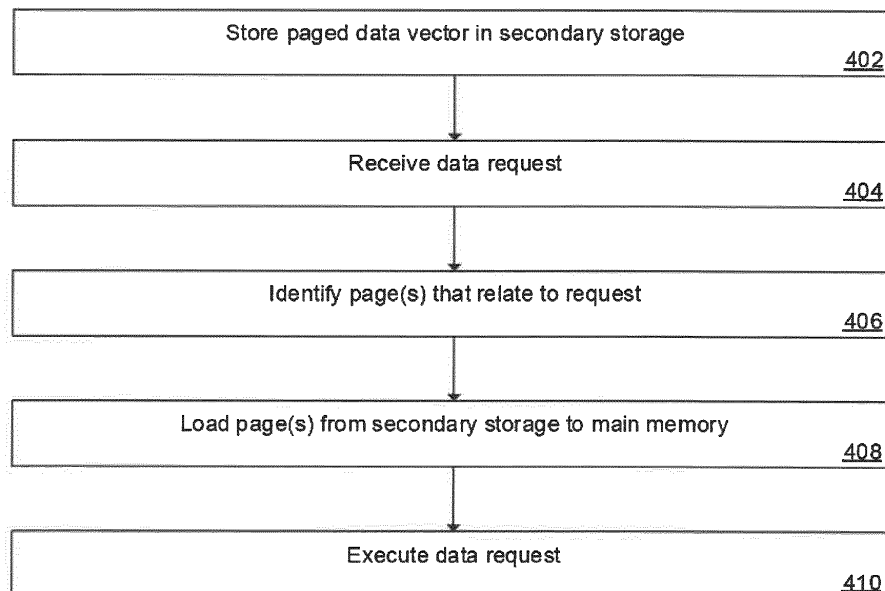 Store paged data vector in secondary storage
402
Receive data request
404
Identify page(s) that relate to request
406
Load page(s) from secondary storage to main memory
408
Execute data request
410